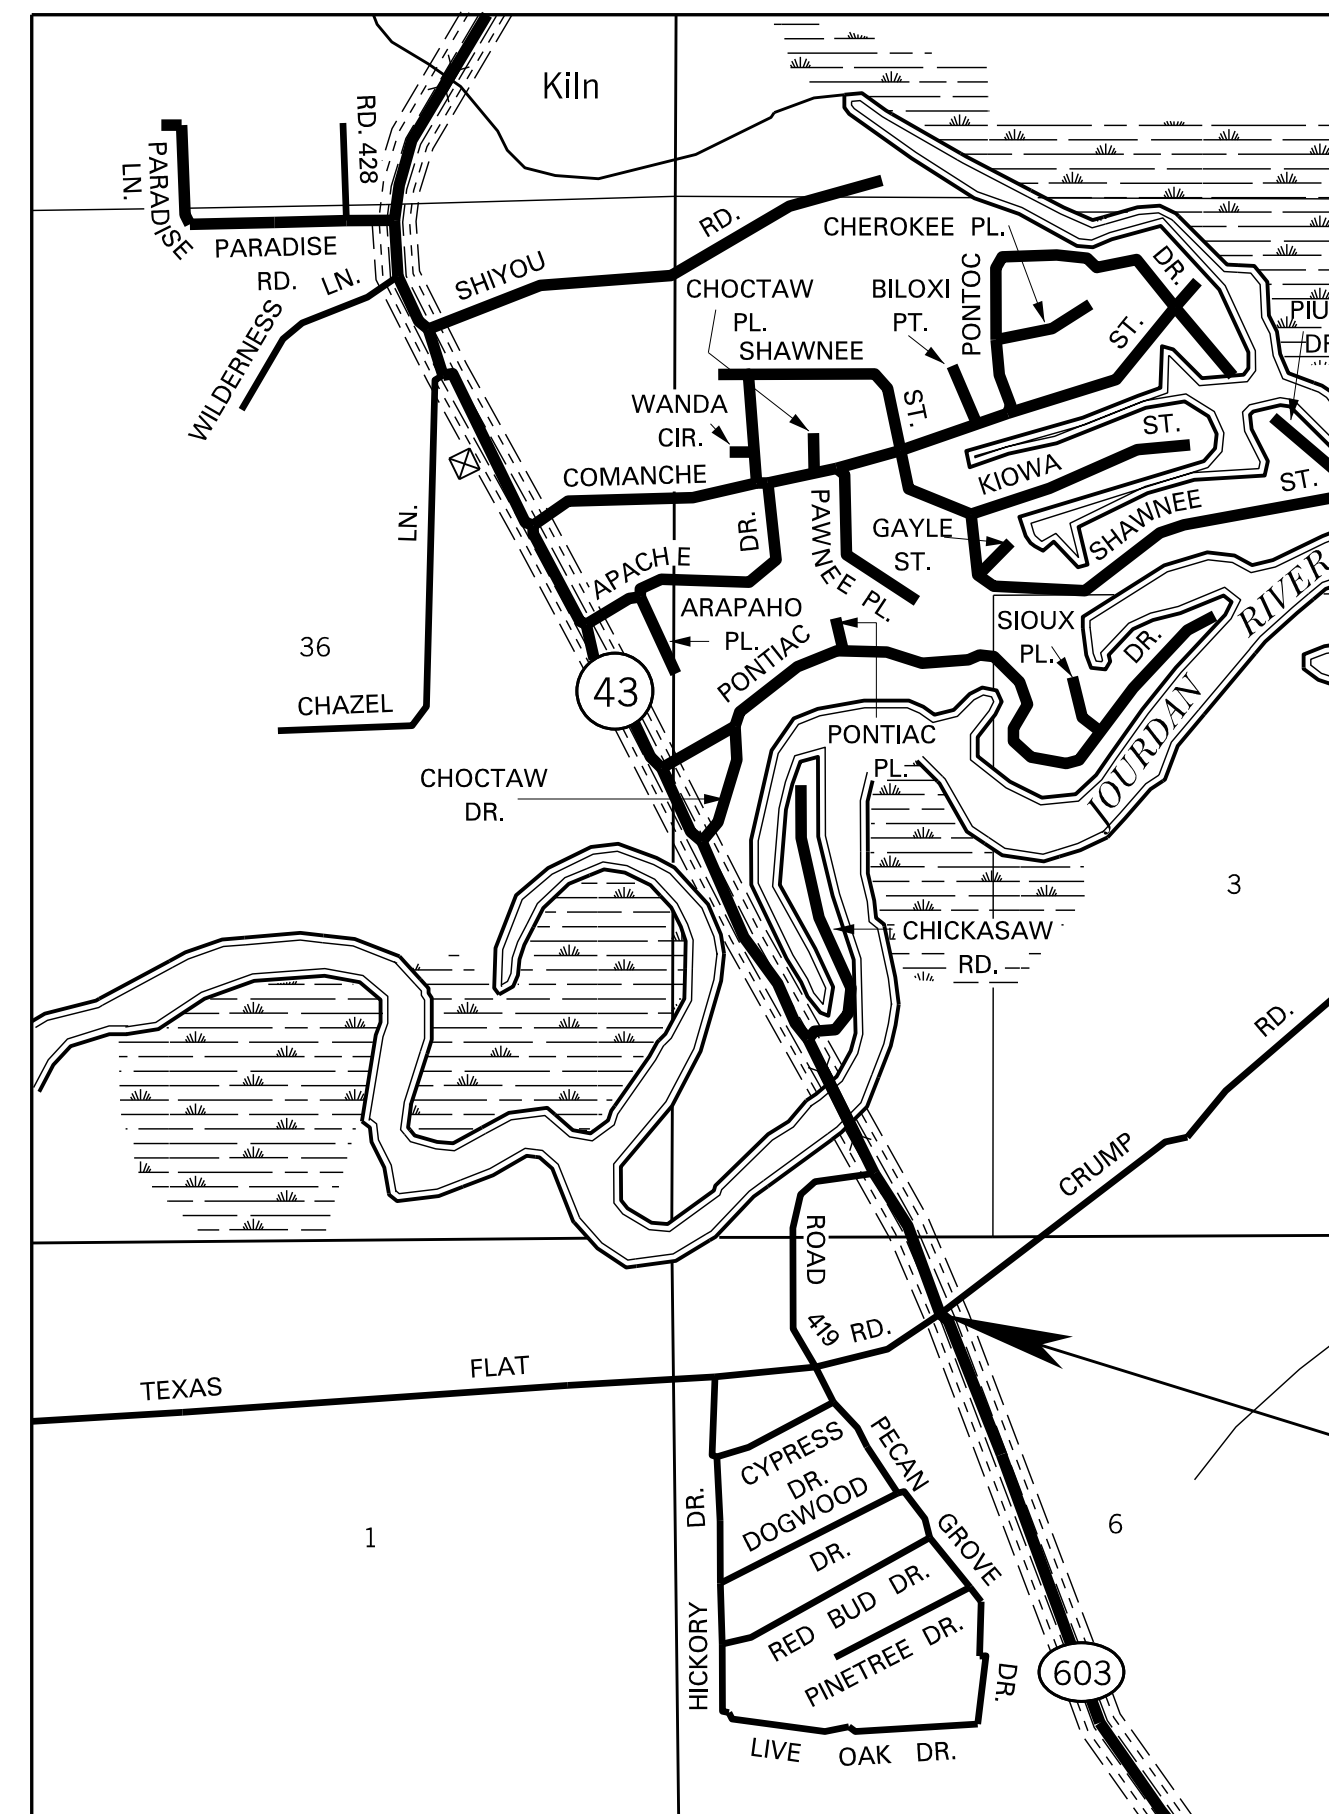 Kiln
RD. 428
PARADISE
LN.
PARADISE
RD.
WILDERNESS LN.
SHIYOU RD.
CHEROKEE PL.
CHOCTAW
PL.
BILOXI
PT.
PONTOC
DR.
ST.
SHAWNEE
ST.
WANDA
CIR.
COMANCHE
KIOWA
ST.
SHAWNEE
ST.
LN.
DR.
PAWNEE PL.
GAYLE
ST.
APACHE
ARAPAHO
PL.
PONTIAC
SIOUX
PL.
DR.
RIVER
JOURDAN
36
43
CHAZEL
PONTIAC
PL.
CHOCTAW
DR.
3
CHICKASAW
RD.
RD.
CRUMP
ROAD
419
RD.
FLAT
TEXAS
CYPRESS
DR.
PECAN
DR.
DOGWOOD
DR.
GROVE
1
6
RED BUD DR.
HICKORY
PINETREE DR.
DR.
603
LIVE OAK DR.